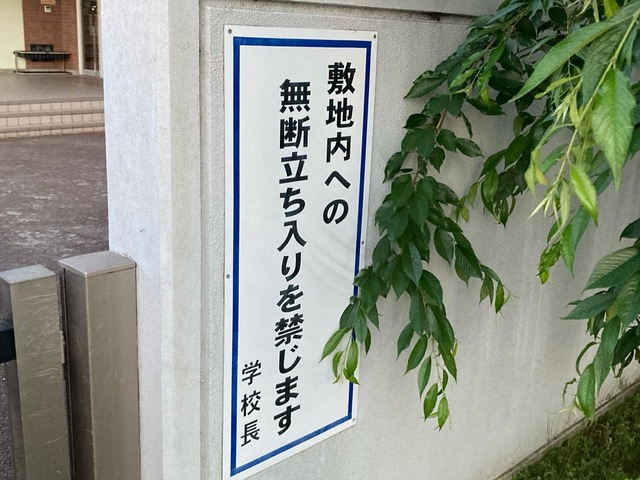 敷地内への
無断立ち入りを禁じます
学校長